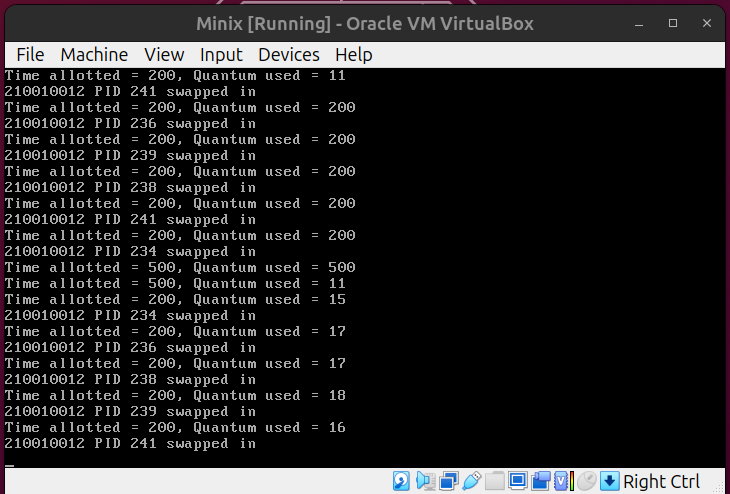 Minix [Running] - Oracle VM VirtualBox
File Machine View Input Devices Help
Time allotted = 200, Quantum used = 11
210010012 PID 241 swapped in
Time allotted = 200, Quantum used = 200
210010012 PID 236 swapped in
Time allotted = 200, Quantum used = 200
210010012 PID 239 swapped in
Time allotted = 200, Quantum used = 200
210010012 PID 238 swapped in
Time allotted = 200, Quantum used = 200
210010012 PID 241 swapped in
Time allotted = 200, Quantum used = 200
210010012 PID 234 swapped in
Time allotted = 500, Quantum used = 500
Time allotted = 500, Quantum used = 11
Time allotted = 200, Quantum used = 15
210010012 PID 234 swapped in
Time allotted = 200, Quantum used = 17
210010012 PID 236 swapped in
Time allotted = 200, Quantum used = 17
210010012 PID 238 swapped in
Time allotted = 200, Quantum used = 18
210010012 PID 239 swapped in
Time allotted = 200, Quantum used = 16
210010012 PID 241 swapped in
Right Ctrl